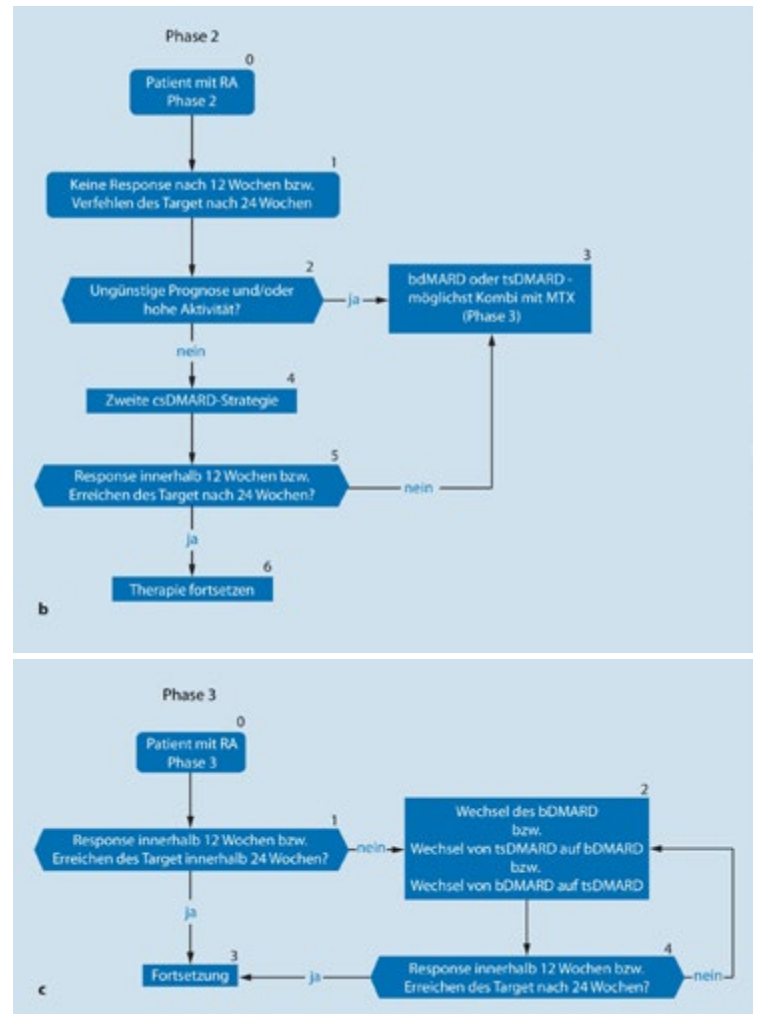 Phase 2
0
Patient mit RA
Phase 2
1
Keine Response nach 12 Wochen bzw.
Verfehlen des Target nach 24 Wochen
2
Ungünstige Prognose und/oder
hohe Aktivität?
ja
3
bdMARD oder tsDMARD -
möglichst Kombi mit MTX
(Phase 3)
nein
4
Zweite csDMARD-Strategie
5
Response innerhalb 12 Wochen bzw.
Erreichen des Target nach 24 Wochen?
nein
ja
6
Therapie fortsetzen
b
Phase 3
0
Patient mit RA
Phase 3
1
Response innerhalb 12 Wochen bzw.
Erreichen des Target innerhalb 24 Wochen?
nein
2
Wechsel des bDMARD
bzw.
Wechsel von tsDMARD auf bDMARD
bzw.
Wechsel von bDMARD auf tsDMARD
ja
3
Fortsetzung
ja
4
Response innerhalb 12 Wochen bzw.
Erreichen des Target nach 24 Wochen?
nein
c